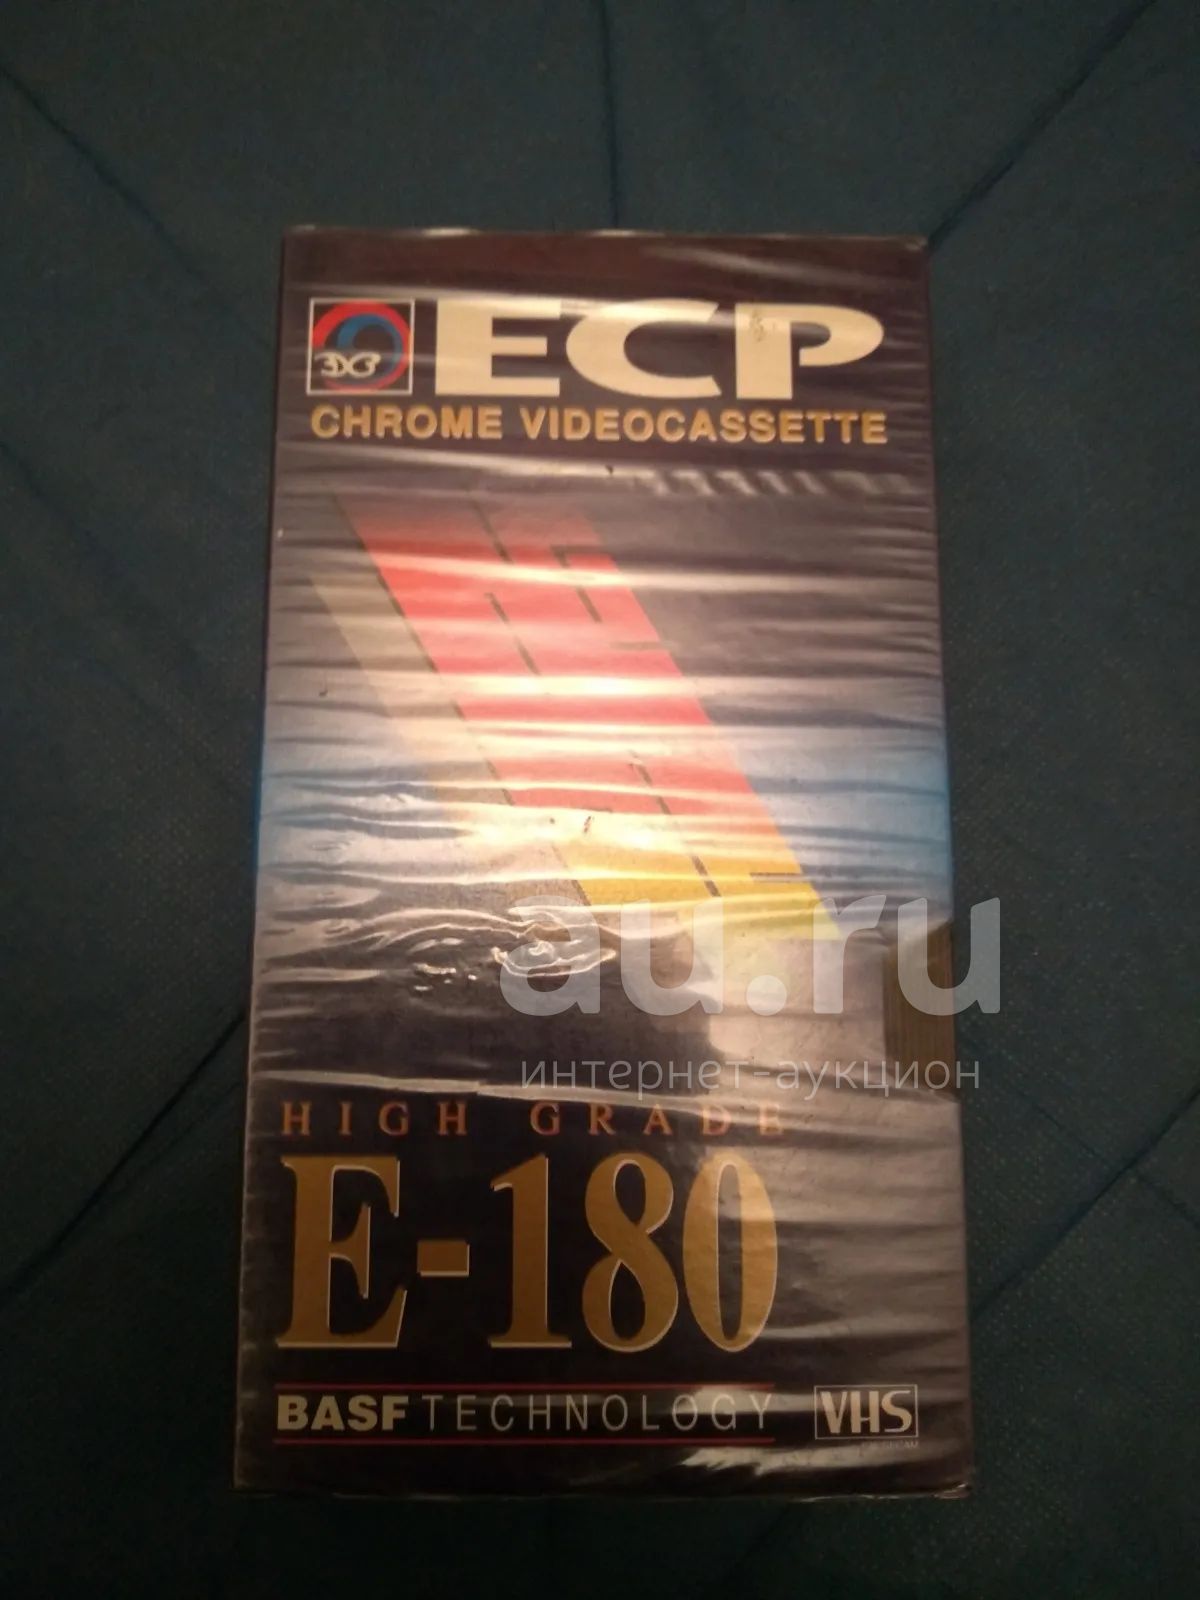 ECP
CHROME VIDEOCASSETTE
au.ru
интернет-аукцион
HIGH GRADE
E-180
BASF TECHNOLOGY
VHS